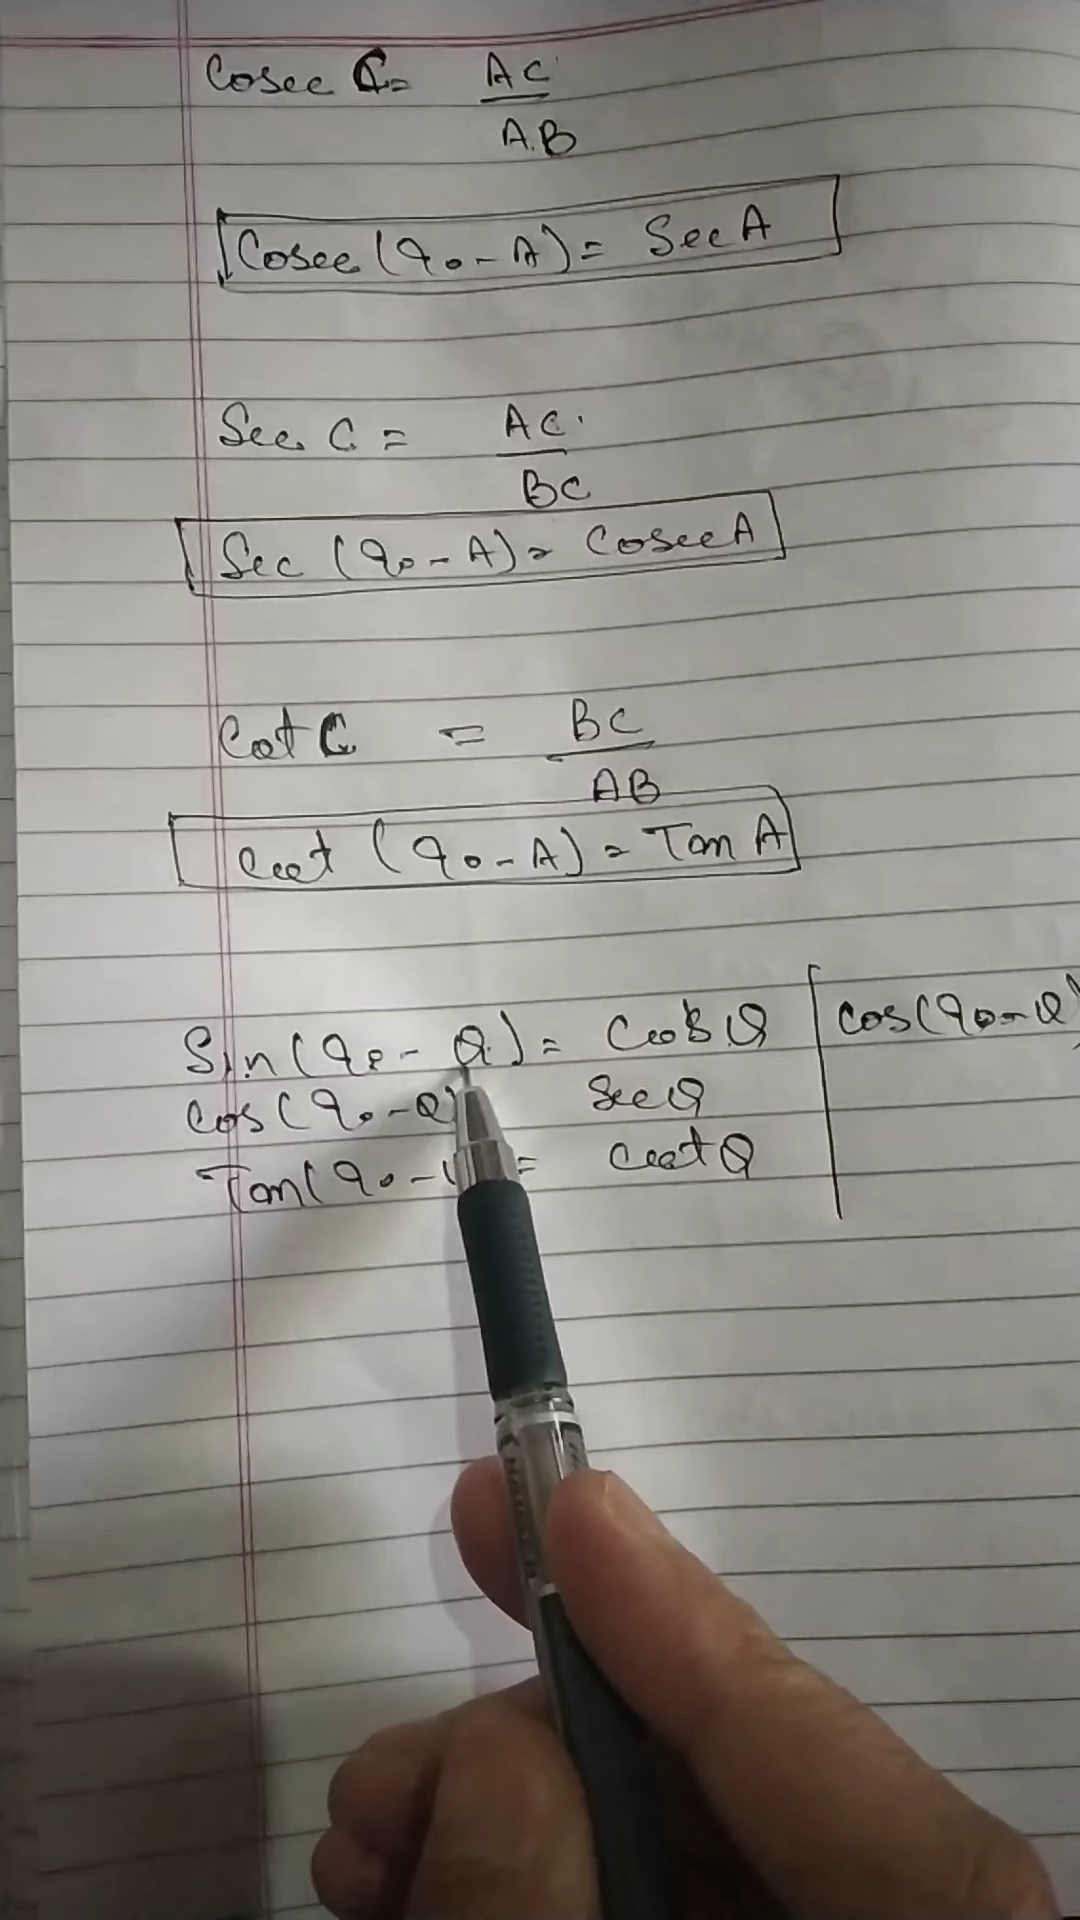 Cosec C = AC
AB
Cosec (90 - A) = Sec A
Sec C = AC
BC
Sec (90 - A) = Cosec A
Cot C = BC
AB
Cot (90 - A) = Tan A
Sin (90 - θ) = Cos θ | cos (90 - θ)
cos (90 - θ) Sec θ
Tan (90 - = Cot θ